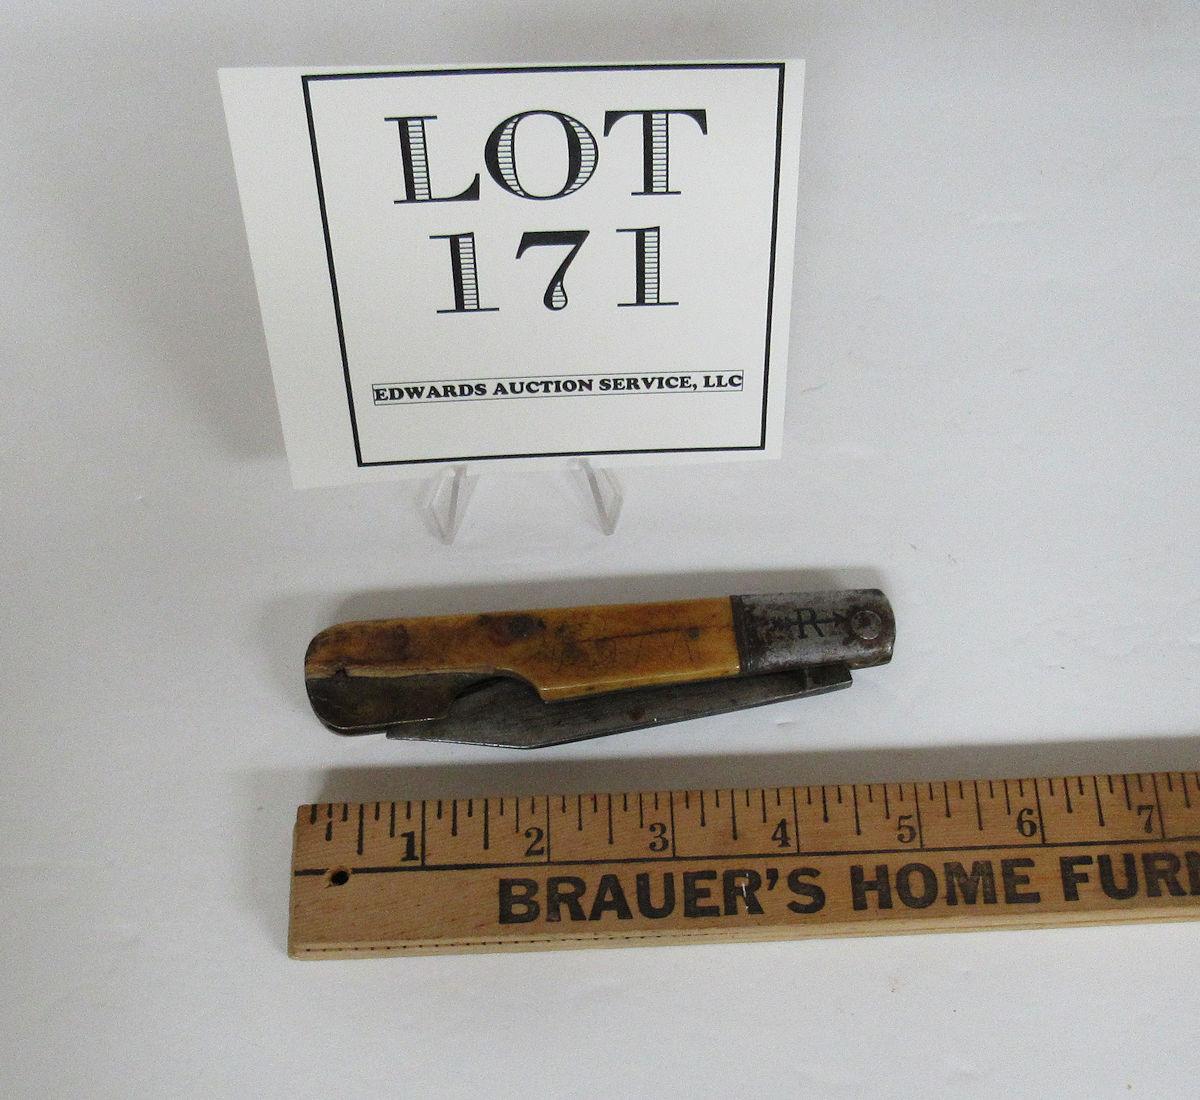 LOT
171
EDWARDS AUCTION SERVICE, LLC
R
1 2 3 4 5 6 7
BRAUER'S HOME FUR